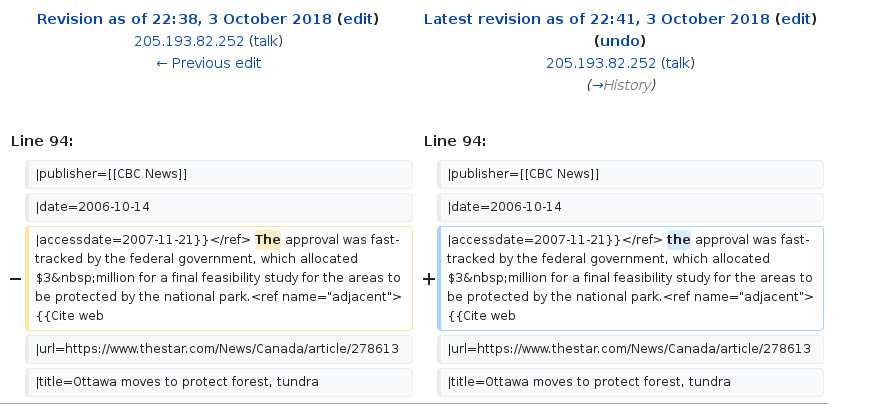 Revision as of 22:38, 3 October 2018 (edit)
205.193.82.252 (talk)
← Previous edit
Latest revision as of 22:41, 3 October 2018 (edit)
(undo)
205.193.82.252 (talk)
(→History)
Line 94:
Line 94:
|publisher=[[CBC News]]
|publisher=[[CBC News]]
|date=2006-10-14
|date=2006-10-14
−
|accessdate=2007-11-21}}</ref> The approval was fast-
tracked by the federal government, which allocated
$3&nbsp;million for a final feasibility study for the areas to
be protected by the national park.<ref name="adjacent">
{{Cite web
+
|accessdate=2007-11-21}}</ref> the approval was fast-
tracked by the federal government, which allocated
$3&nbsp;million for a final feasibility study for the areas to
be protected by the national park.<ref name="adjacent">
{{Cite web
|url=https://www.thestar.com/News/Canada/article/278613
|url=https://www.thestar.com/News/Canada/article/278613
|title=Ottawa moves to protect forest, tundra
|title=Ottawa moves to protect forest, tundra